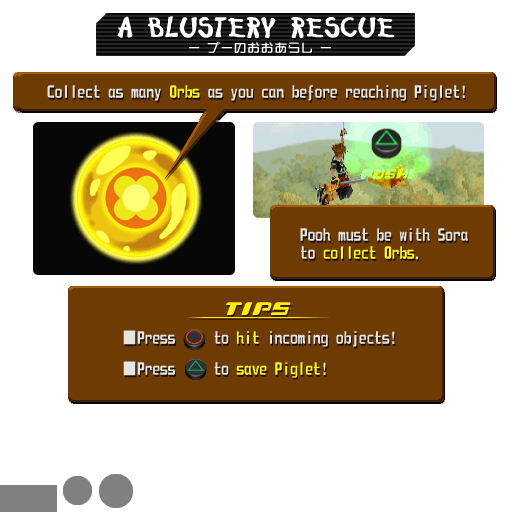 A BLUSTERY RESCUE
— プーのおおあらし —
Collect as many Orbs as you can before reaching Piglet!
PUSH!
Pooh must be with Sora
to collect Orbs.
TIPS
Press to hit incoming objects!
Press to save Piglet!